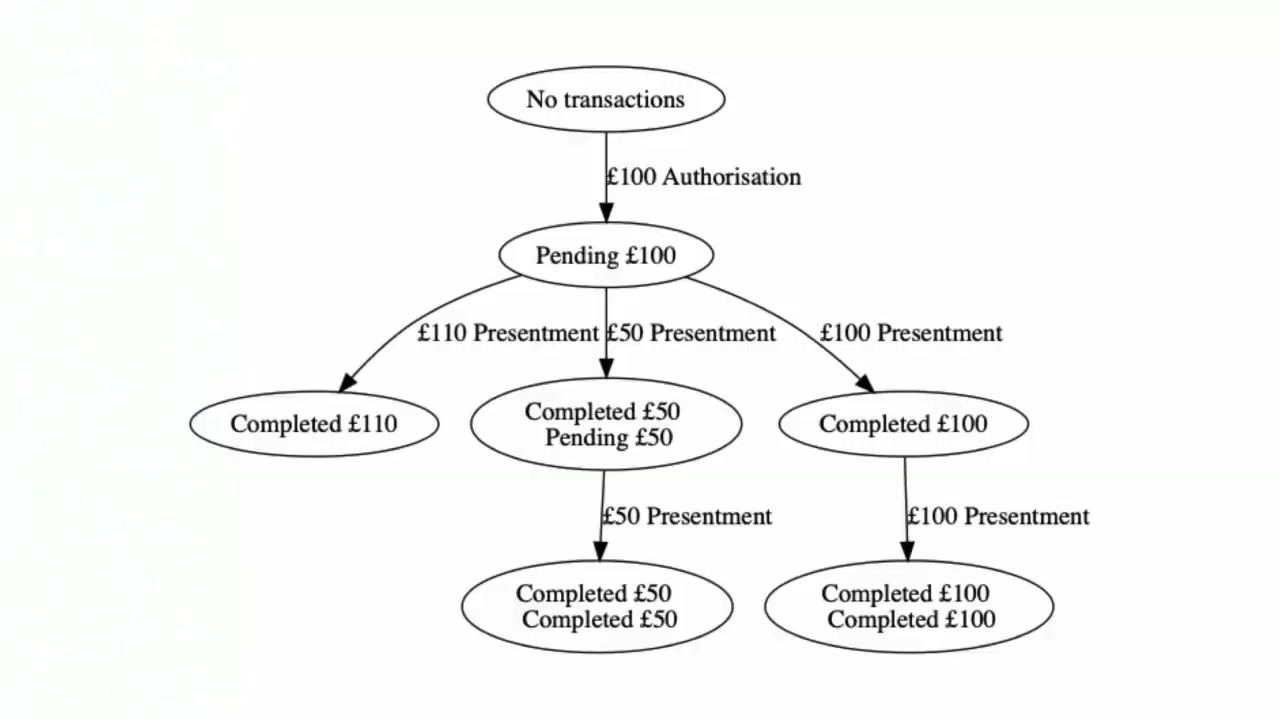 No transactions
£100 Authorisation
Pending £100
£110 Presentment
£50 Presentment
£100 Presentment
Completed £110
Completed £50
Pending £50
Completed £100
£50 Presentment
£100 Presentment
Completed £50
Completed £50
Completed £100
Completed £100